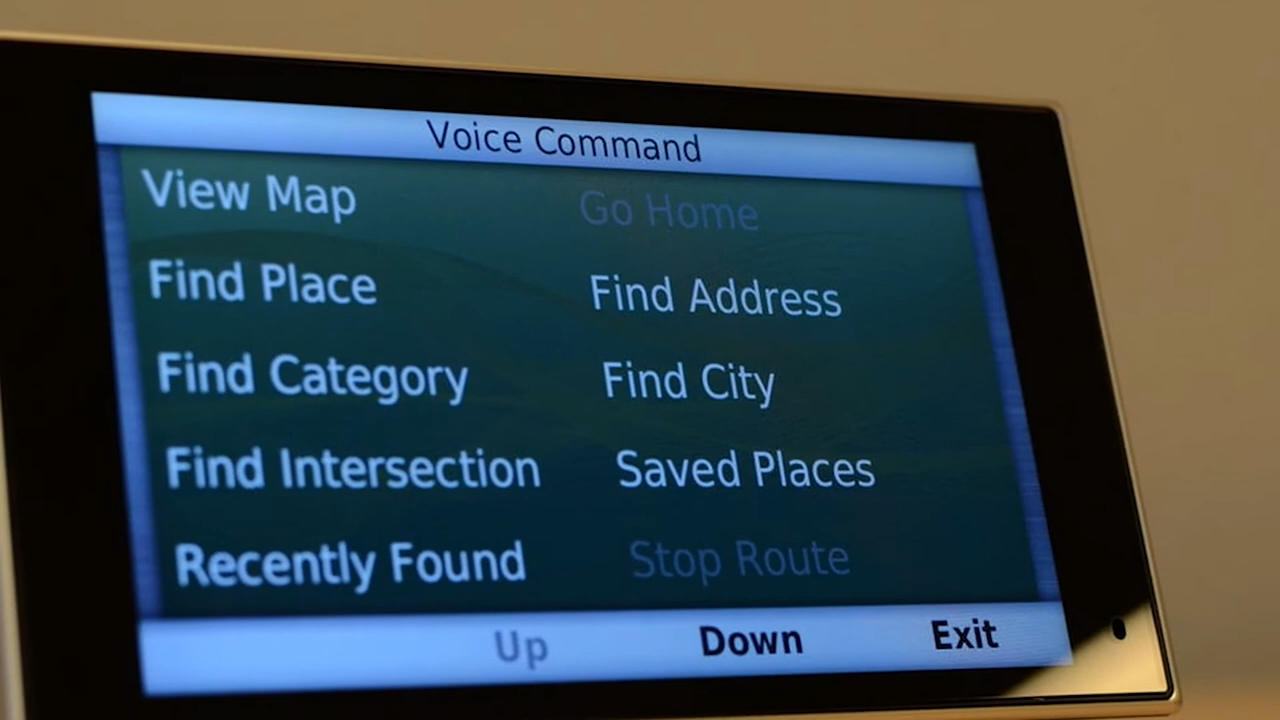 Voice Command
View Map Go Home
Find Place Find Address
Find Category Find City
Find Intersection Saved Places
Recently Found Stop Route
Up Down Exit